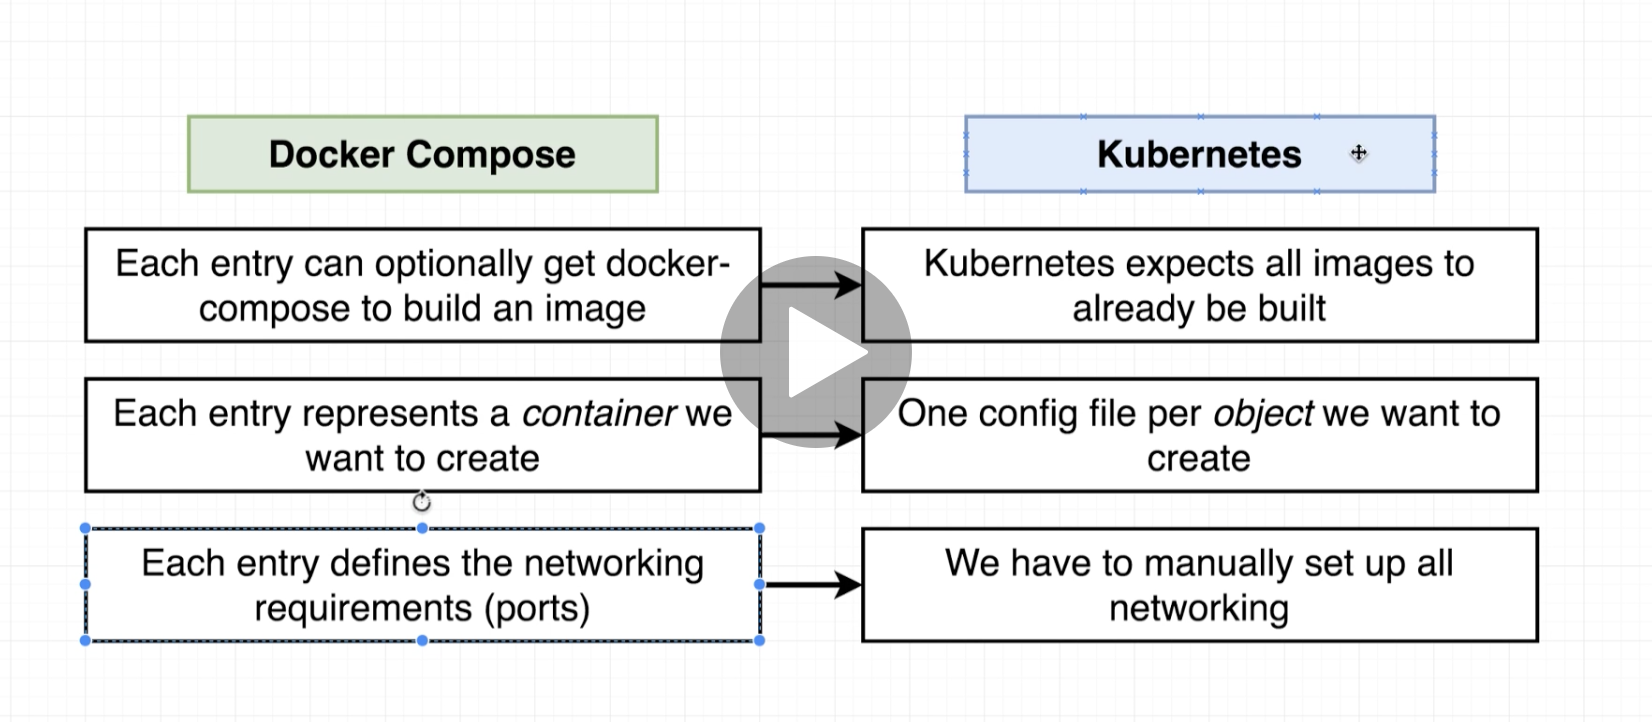 Docker Compose
Kubernetes
Each entry can optionally get docker-
compose to build an image
Kubernetes expects all images to
already be built
Each entry represents a container we
want to create
One config file per object we want to
create
Each entry defines the networking
requirements (ports)
We have to manually set up all
networking